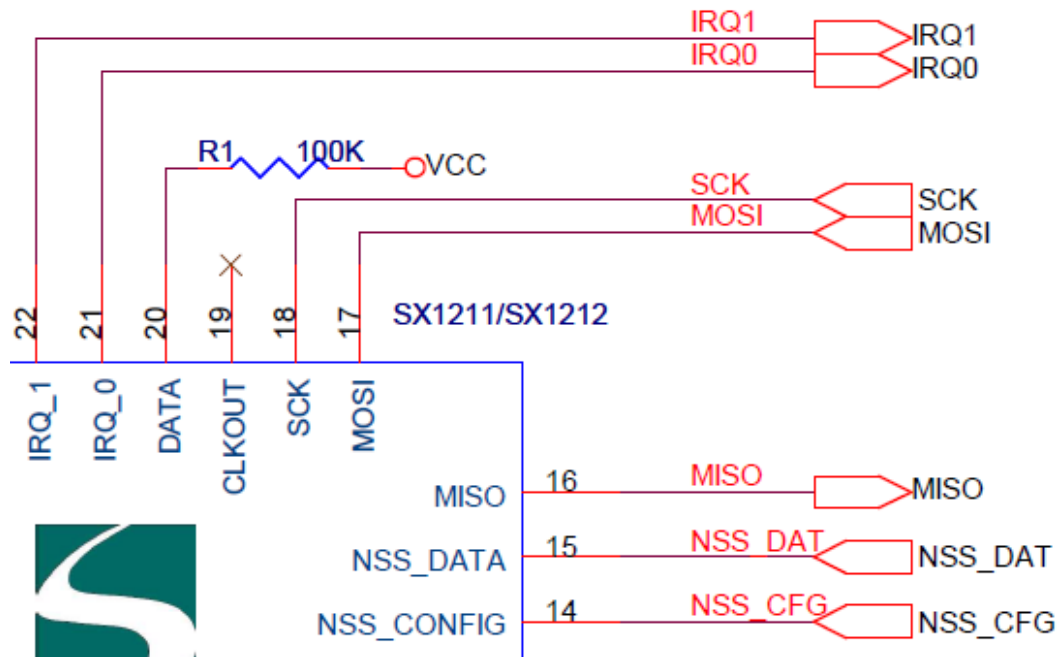 IRQ1 IRQ1
IRQ0 IRQ0
R1 100K VCC
SCK SCK
MOSI MOSI
22 21 20 19 18 17 SX1211/SX1212
IRQ_1 IRQ_0 DATA CLKOUT SCK MOSI
MISO 16 MISO MISO
NSS_DATA 15 NSS_DAT NSS_DAT
NSS_CONFIG 14 NSS_CFG NSS_CFG